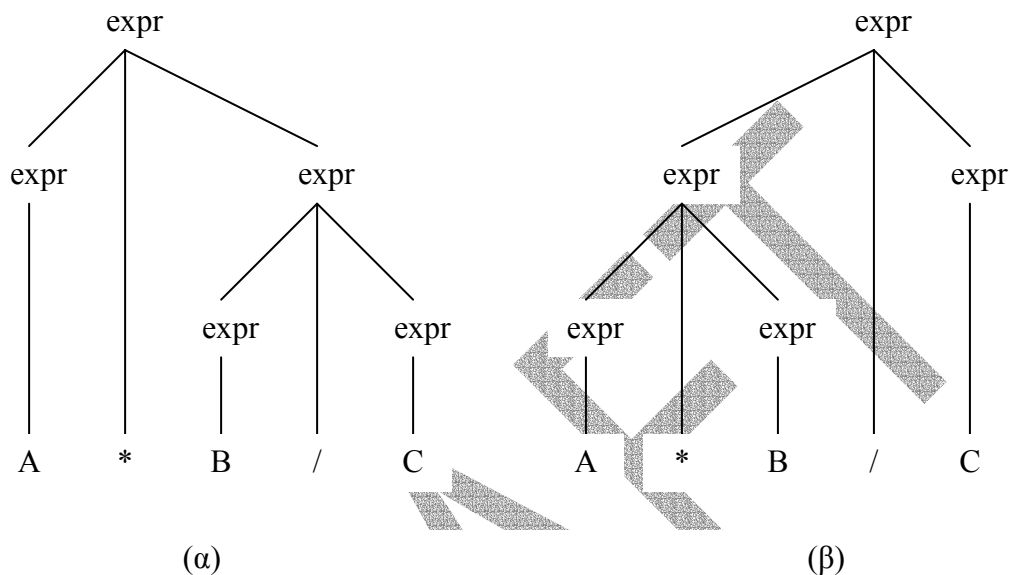 expr expr
expr expr expr expr
expr expr expr expr
A * B / C A * B / C
(α) (β)